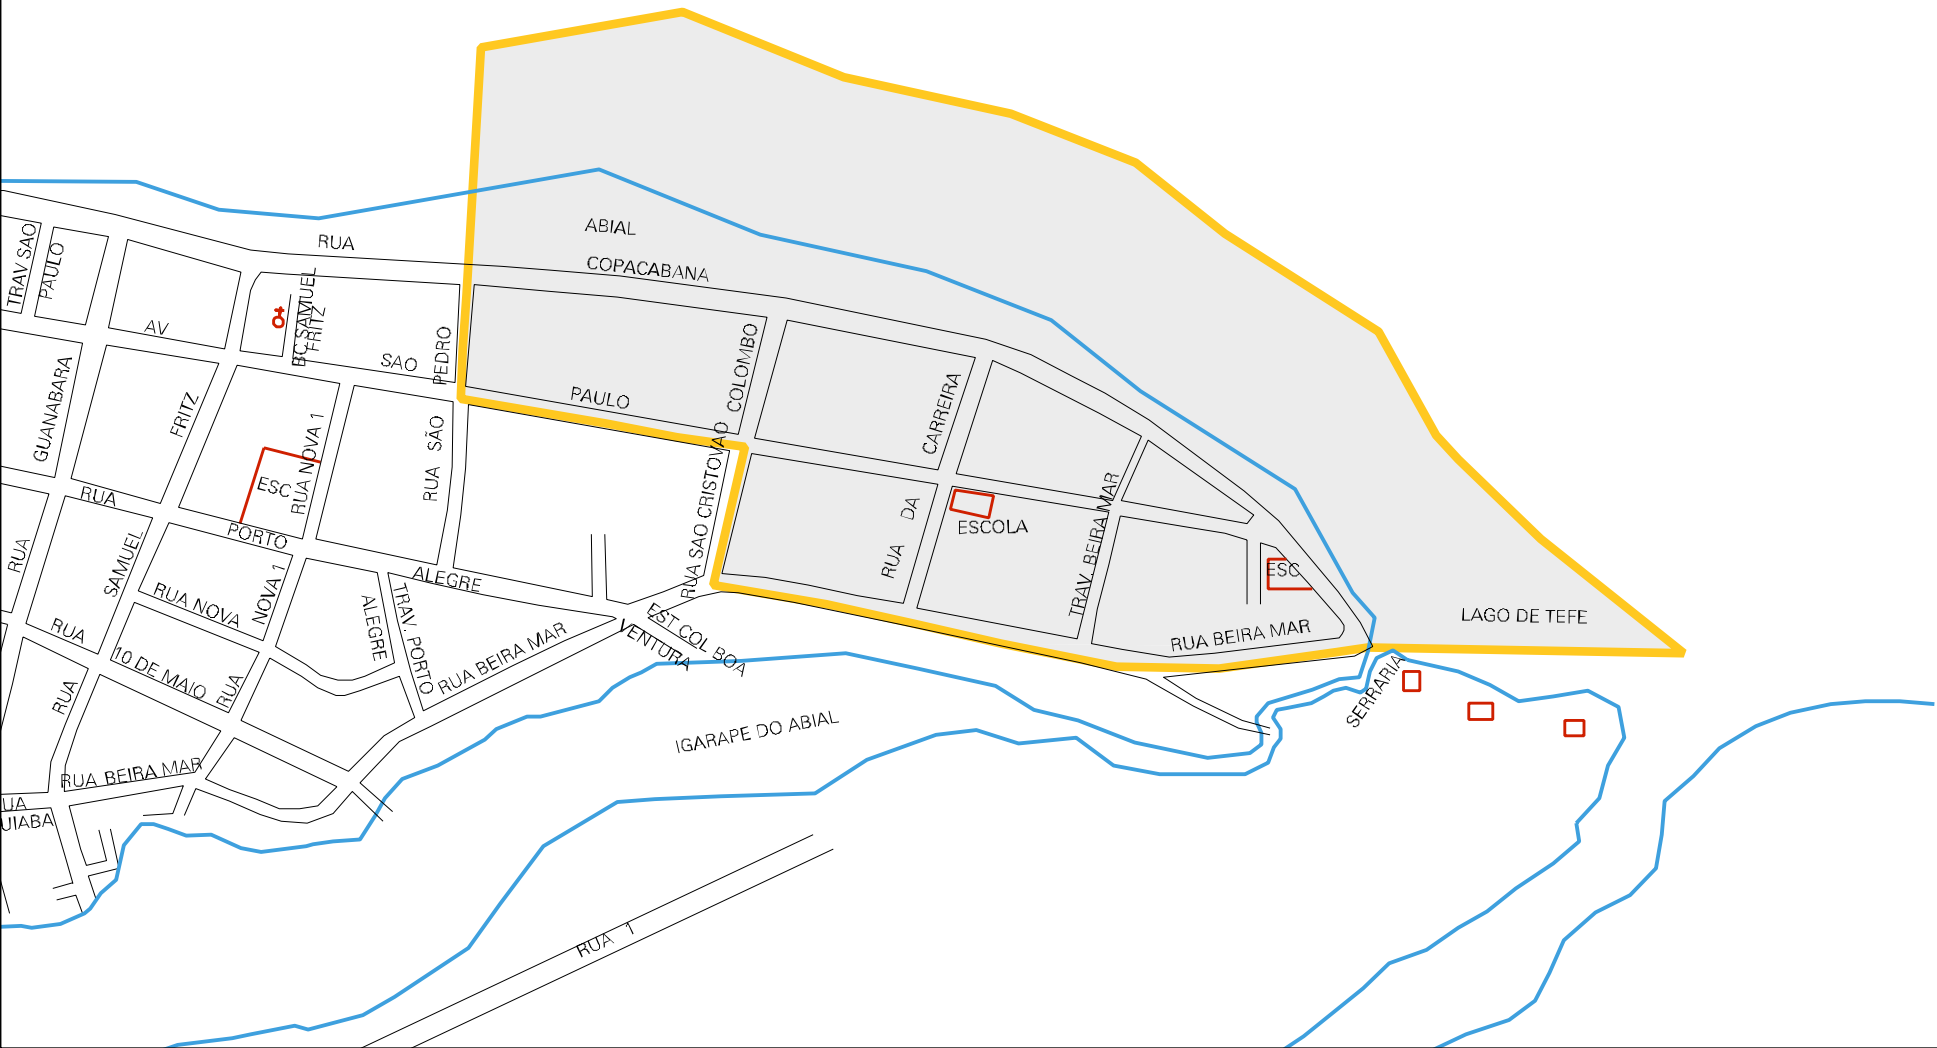 ABIAL
RUA
COPACABANA
TRAV SAO
PAULO
BC SAMUEL
FRITZ
AV
SAO
PEDRO
PAULO
COLOMBO
CARREIRA
GUANABARA
FRITZ
RUA NOVA 1
RUA SÃO
RUA SAO CRISTOVAO
ESC
RUA
PORTO
ALEGRE
RUA DA
ESCOLA
TRAV. BEIRA MAR
ESC
LAGO DE TEFE
RUA BEIRA MAR
RUA
SAMUEL
RUA NOVA
NOVA 1
ALEGRE
TRAV. PORTO
RUA BEIRA MAR
EST COL BOA
VENTURA
RUA
10 DE MAIO
RUA
RUA
SERRARIA
IGARAPE DO ABIAL
RUA BEIRA MAR
UA
UIABA
RUA 1